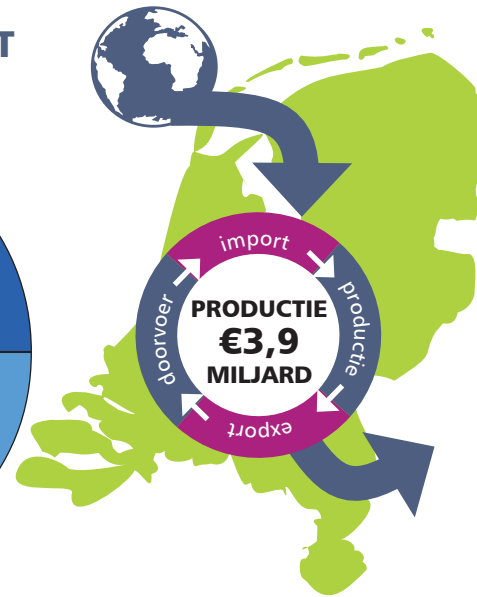 T
import
productie
export
doorvoer
PRODUCTIE
€3,9
MILJARD